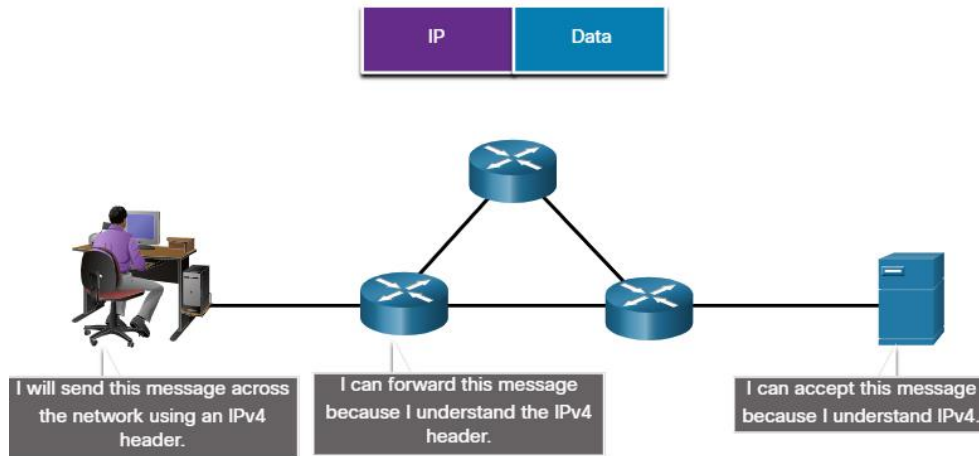 IP
Data
I will send this message across
the network using an IPv4
header.
I can forward this message
because I understand the IPv4
header.
I can accept this message
because I understand IPv4.